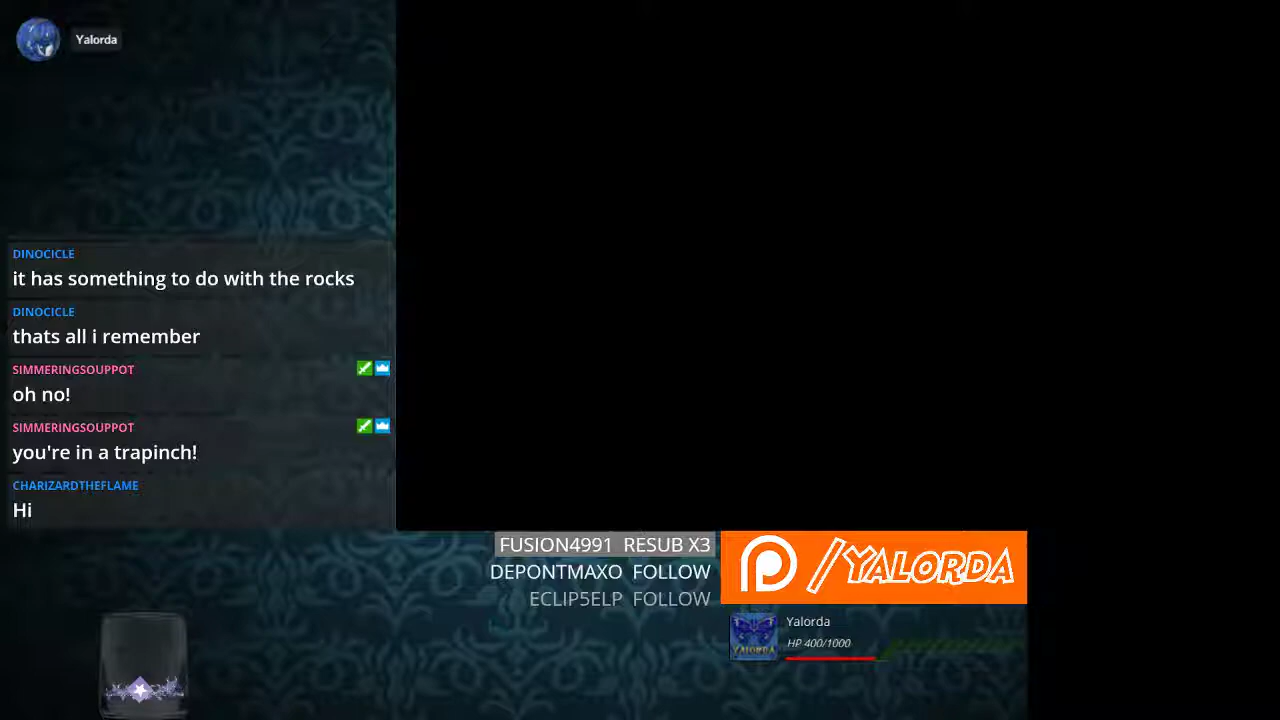 Yalorda
DINOCICLE
it has something to do with the rocks
DINOCICLE
thats all i remember
SIMMERINGSOUPPOT
oh no!
SIMMERINGSOUPPOT
you're in a trapinch!
CHARIZARDTHEFLAME
Hi
FUSION4991 RESUB X3
DEPONTMAXO FOLLOW
ECLIP5ELP FOLLOW
/YALORDA
Yalorda
HP 400/1000
YALORDA